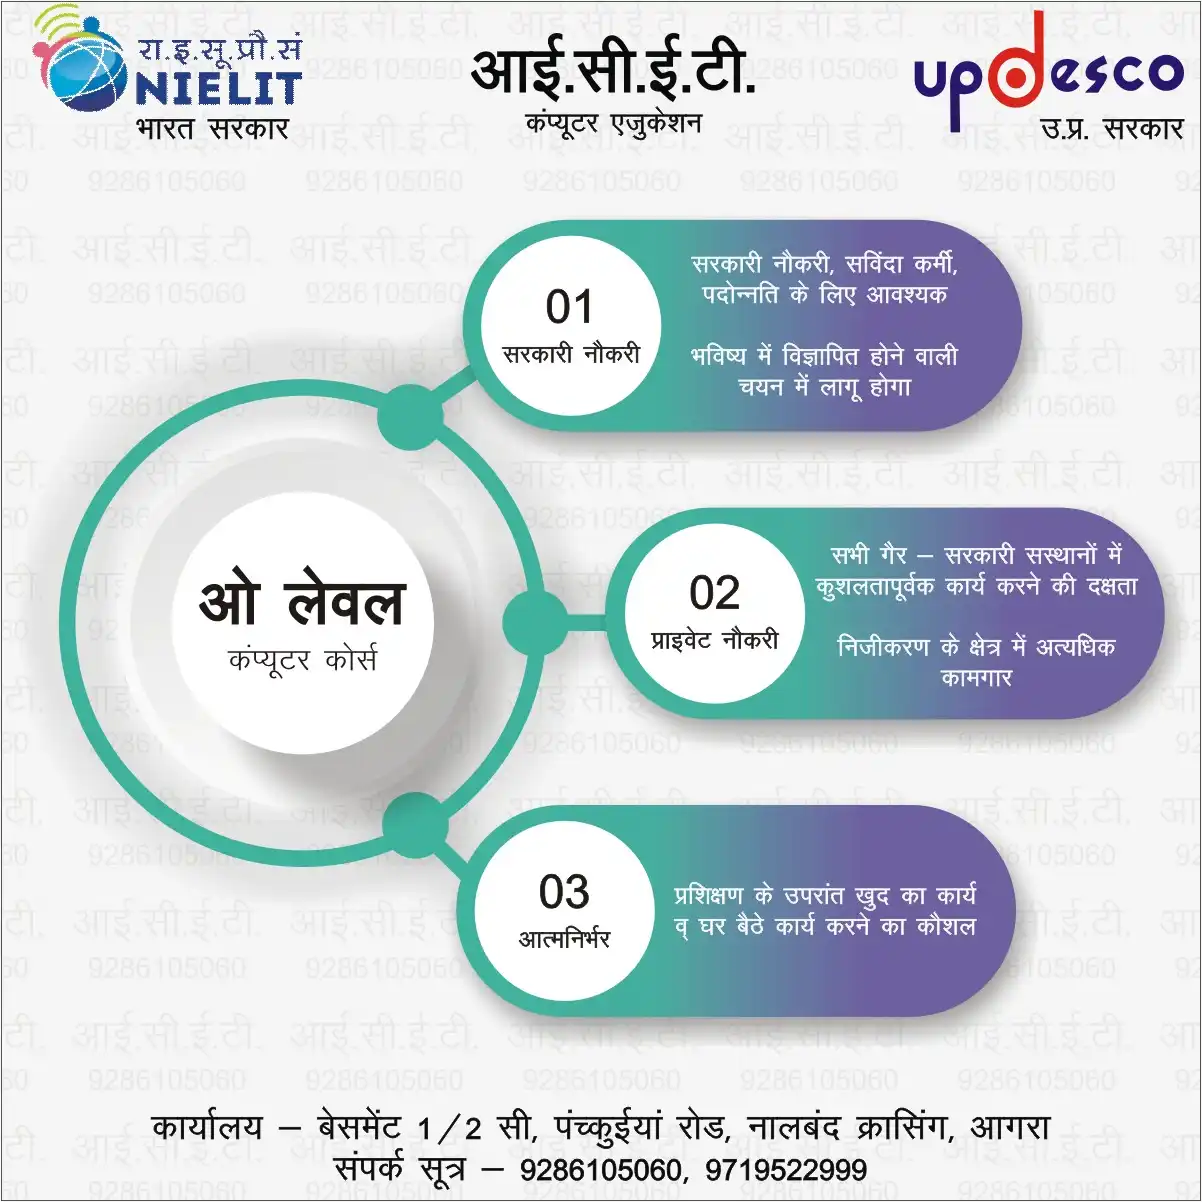 रा.इ.सू.प्रौ.सं
NIELIT
भारत सरकार
आई.सी.ई.टी.
कंप्यूटर एजुकेशन
updesco
उ.प्र. सरकार
01
सरकारी नौकरी
सरकारी नौकरी, सविंदा कर्मी,
पदोन्नति के लिए आवश्यक
भविष्य में विज्ञापित होने वाली
चयन में लागू होगा
ओ लेवल
कंप्यूटर कोर्स
02
प्राइवेट नौकरी
सभी गैर – सरकारी सस्थानों में
कुशलतापूर्वक कार्य करने की दक्षता
निजीकरण के क्षेत्र में अत्यधिक
कामगार
03
आत्मनिर्भर
प्रशिक्षण के उपरांत खुद का कार्य
व् घर बैठे कार्य करने का कौशल
कार्यालय – बेसमेंट 1/2 सी, पंच्कुईयां रोड, नालबंद क्रासिंग, आगरा
संपर्क सूत्र – 9286105060, 9719522999
आई.सी.ई.टी.
9286105060